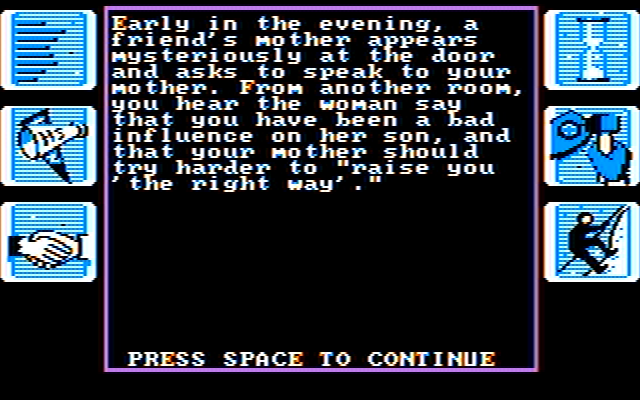 Early in the evening, a
friend's mother appears
mysteriously at the door
and asks to speak to your
mother. From another room,
you hear the woman say
that you have been a bad
influence on her son, and
that your mother should
try harder to "raise you
'the right way'."
PRESS SPACE TO CONTINUE